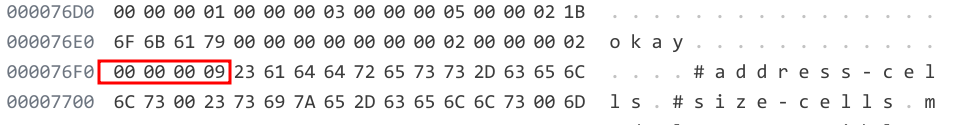 000076D0 00 00 00 01 00 00 00 03 00 00 00 05 00 00 02 1B . . . . . . . . . . . . . . . .
000076E0 6F 6B 61 79 00 00 00 00 00 00 00 02 00 00 00 02 o k a y . . . . . . . . . . . .
000076F0 00 00 00 09 23 61 64 64 72 65 73 73 2D 63 65 6C . . . . # a d d r e s s - c e l
00007700 6C 73 00 23 73 69 7A 65 2D 63 65 6C 6C 73 00 6D l s . # s i z e - c e l l s . m